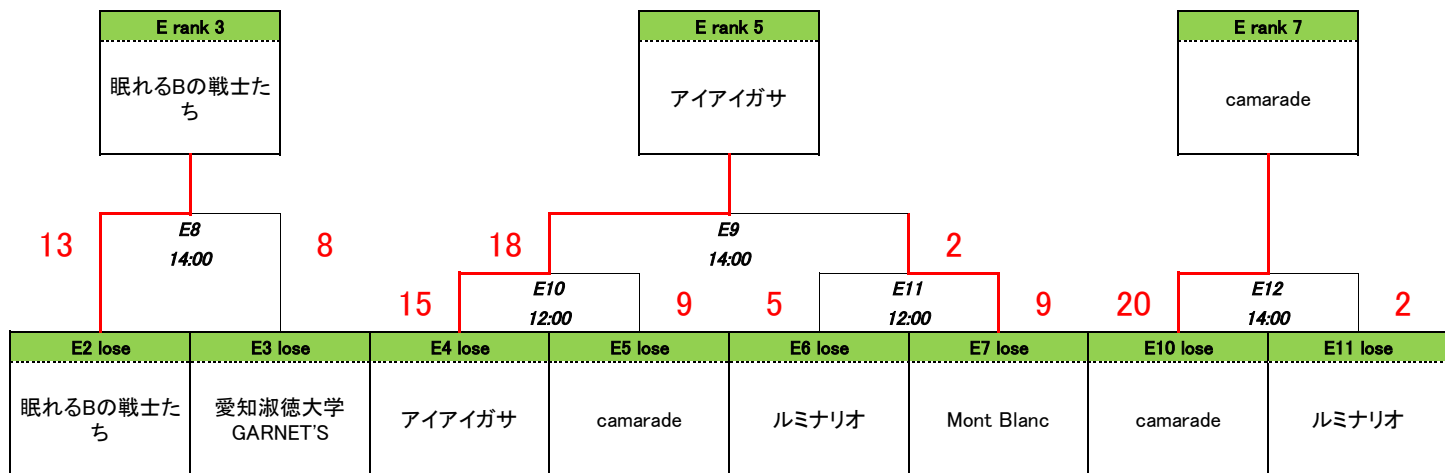 E rank 3
E rank 5
E rank 7
眠れるBの戦士た
ち
アイアイガサ
camarade
13
E8
14:00
8
18
E9
14:00
2
15
E10
12:00
9
5
E11
12:00
9
20
E12
14:00
2
E2 lose
E3 lose
E4 lose
E5 lose
E6 lose
E7 lose
E10 lose
E11 lose
眠れるBの戦士た
ち
愛知淑徳大学
GARNET'S
アイアイガサ
camarade
ルミナリオ
Mont Blanc
camarade
ルミナリオ